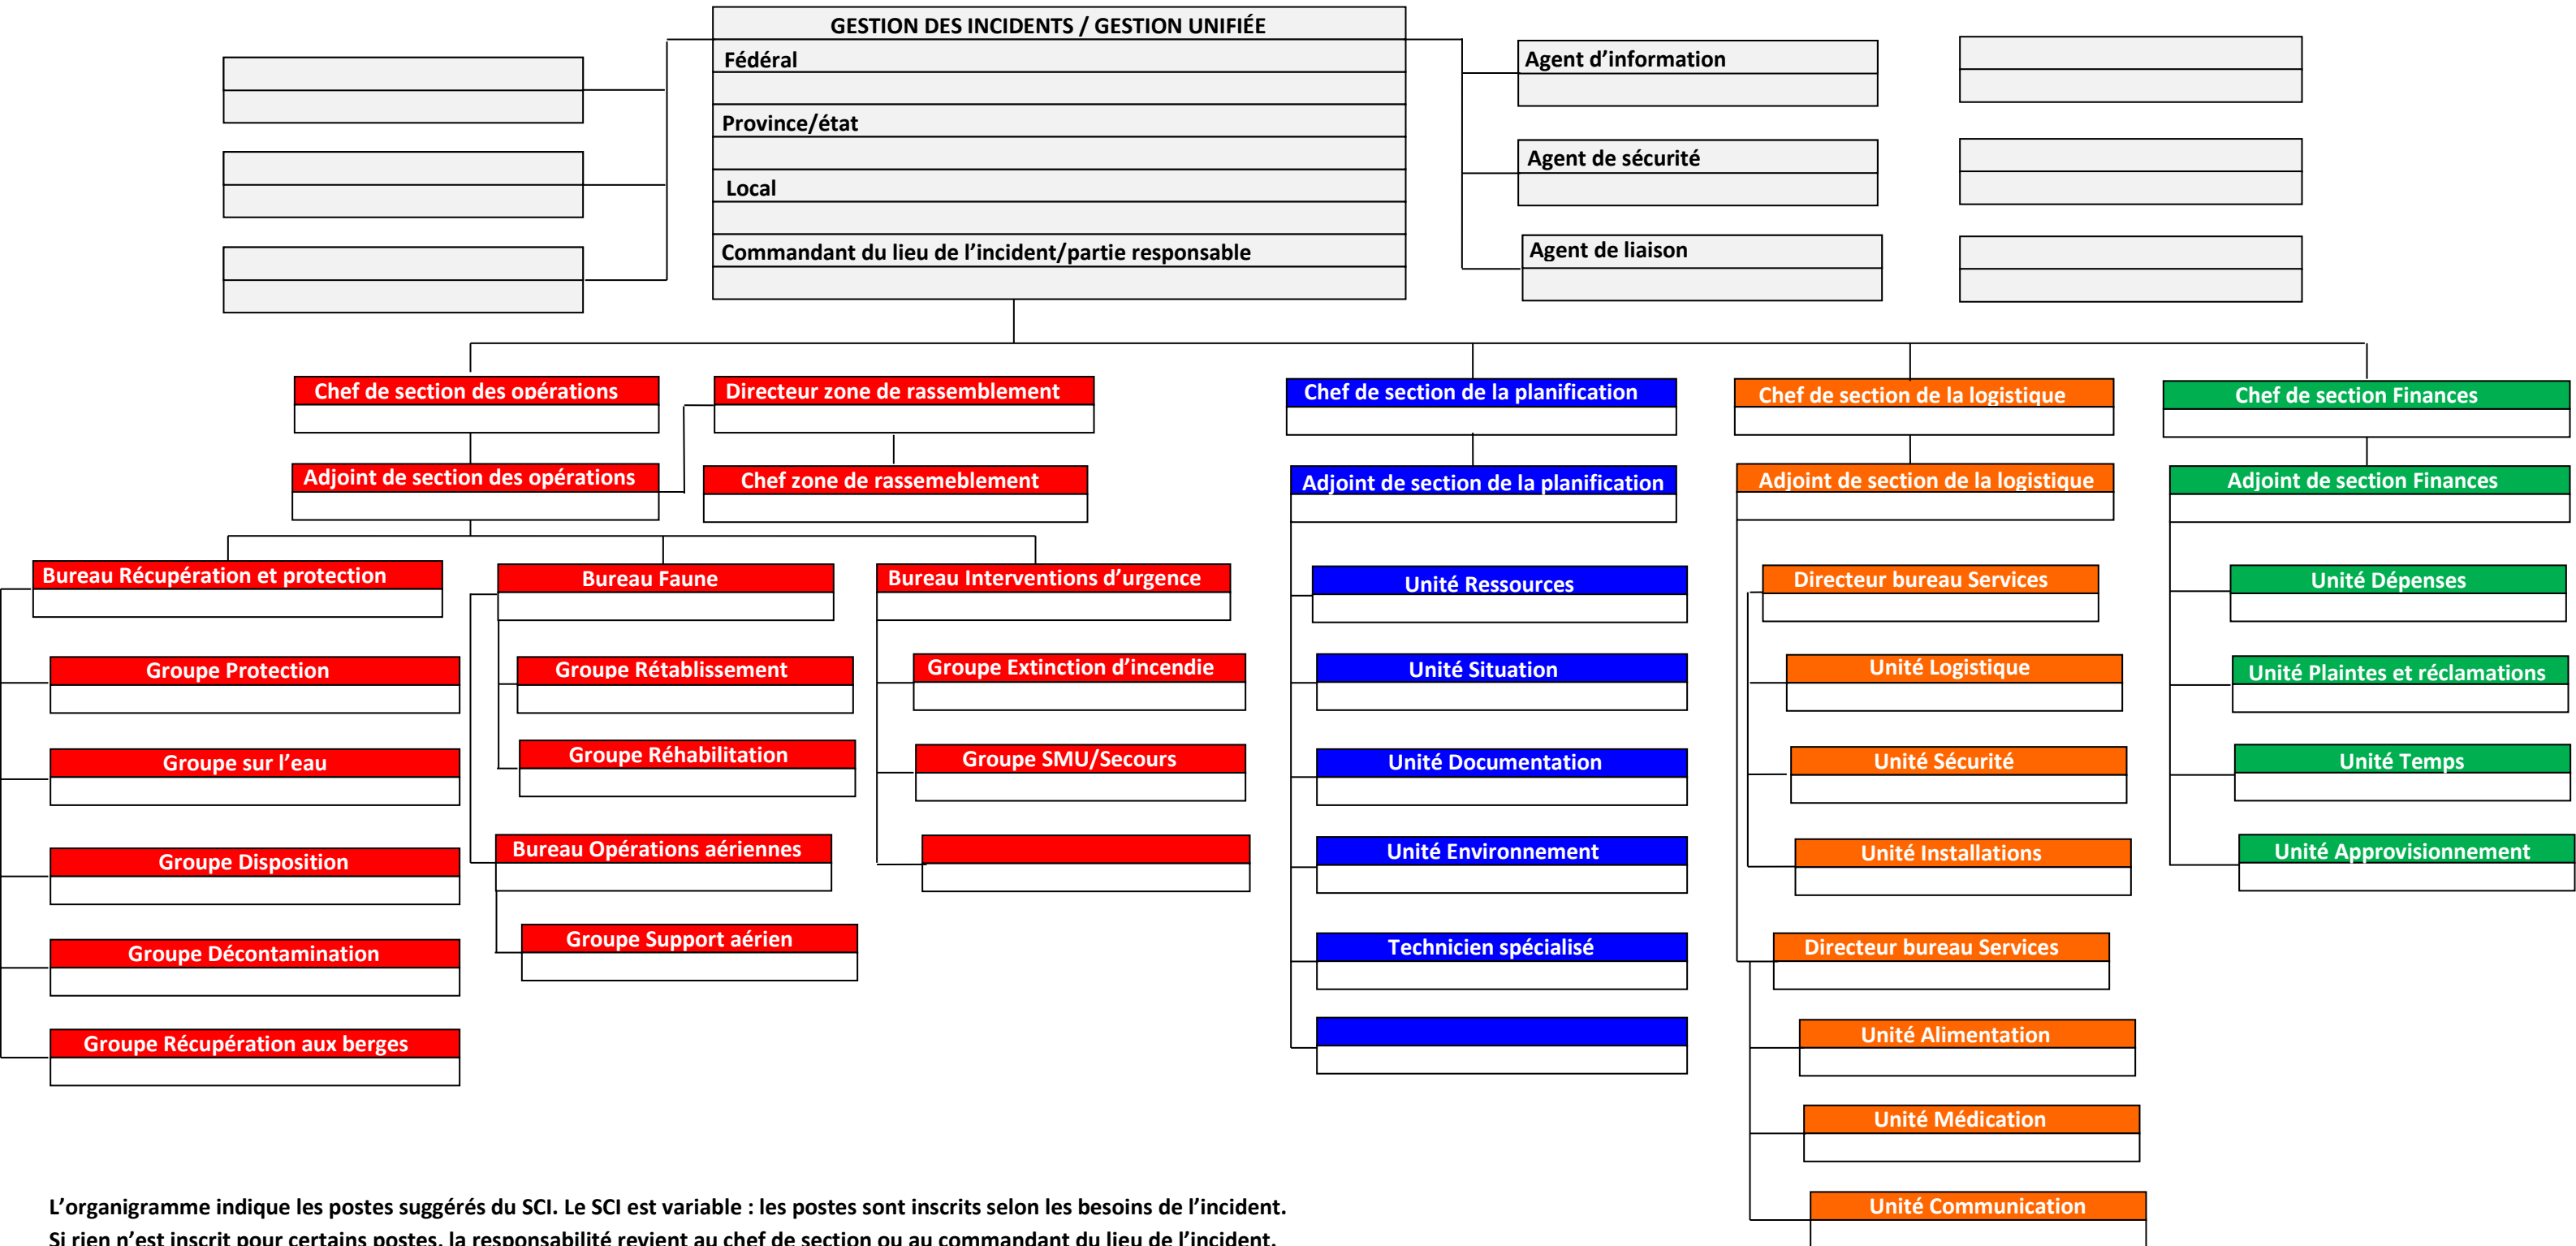 GESTION DES INCIDENTS / GESTION UNIFIÉE
Fédéral
Province/état
Local
Commandant du lieu de l'incident/partie responsable
Agent d'information
Agent de sécurité
Agent de liaison
Chef de section des opérations
Directeur zone de rassemblement
Adjoint de section des opérations
Chef zone de rassemeblement
Bureau Récupération et protection
Groupe Protection
Groupe sur l'eau
Groupe Disposition
Groupe Décontamination
Groupe Récupération aux berges
Bureau Faune
Groupe Rétablissement
Groupe Réhabilitation
Bureau Opérations aériennes
Groupe Support aérien
Bureau Interventions d'urgence
Groupe Extinction d'incendie
Groupe SMU/Secours
Chef de section de la planification
Adjoint de section de la planification
Unité Ressources
Unité Situation
Unité Documentation
Unité Environnement
Technicien spécialisé
Chef de section de la logistique
Adjoint de section de la logistique
Directeur bureau Services
Unité Logistique
Unité Sécurité
Unité Installations
Directeur bureau Services
Unité Alimentation
Unité Médication
Unité Communication
Chef de section Finances
Adjoint de section Finances
Unité Dépenses
Unité Plaintes et réclamations
Unité Temps
Unité Approvisionnement
L'organigramme indique les postes suggérés du SCI. Le SCI est variable : les postes sont inscrits selon les besoins de l'incident.
Si rien n'est inscrit pour certains postes, la responsabilité revient au chef de section ou au commandant du lieu de l'incident.